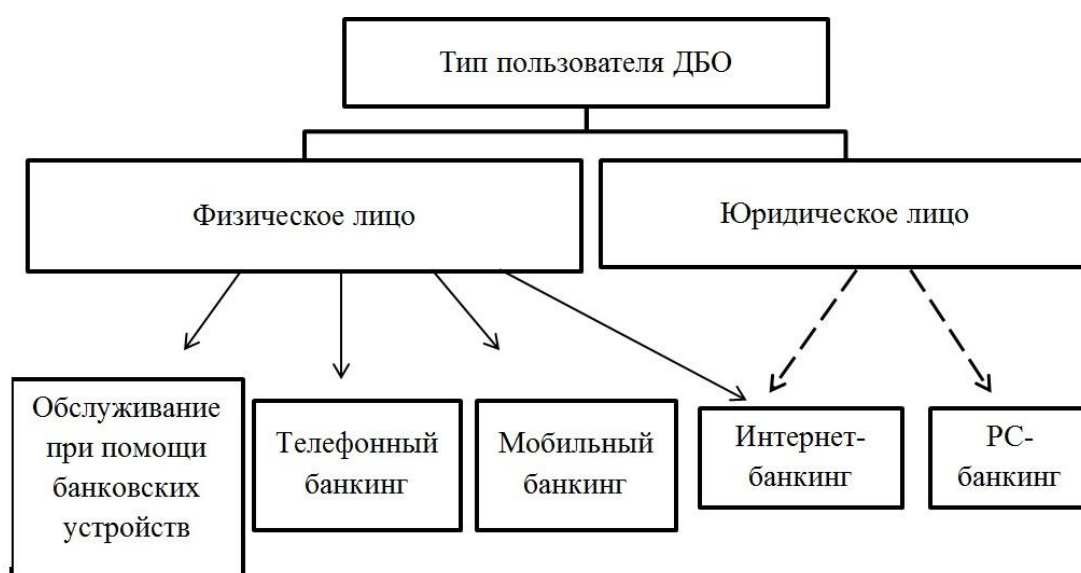 Тип пользователя ДБО
Физическое лицо
Юридическое лицо
Обслуживание
при помощи
банковских
устройств
Телефонный
банкинг
Мобильный
банкинг
Интернет-
банкинг
PC-
банкинг